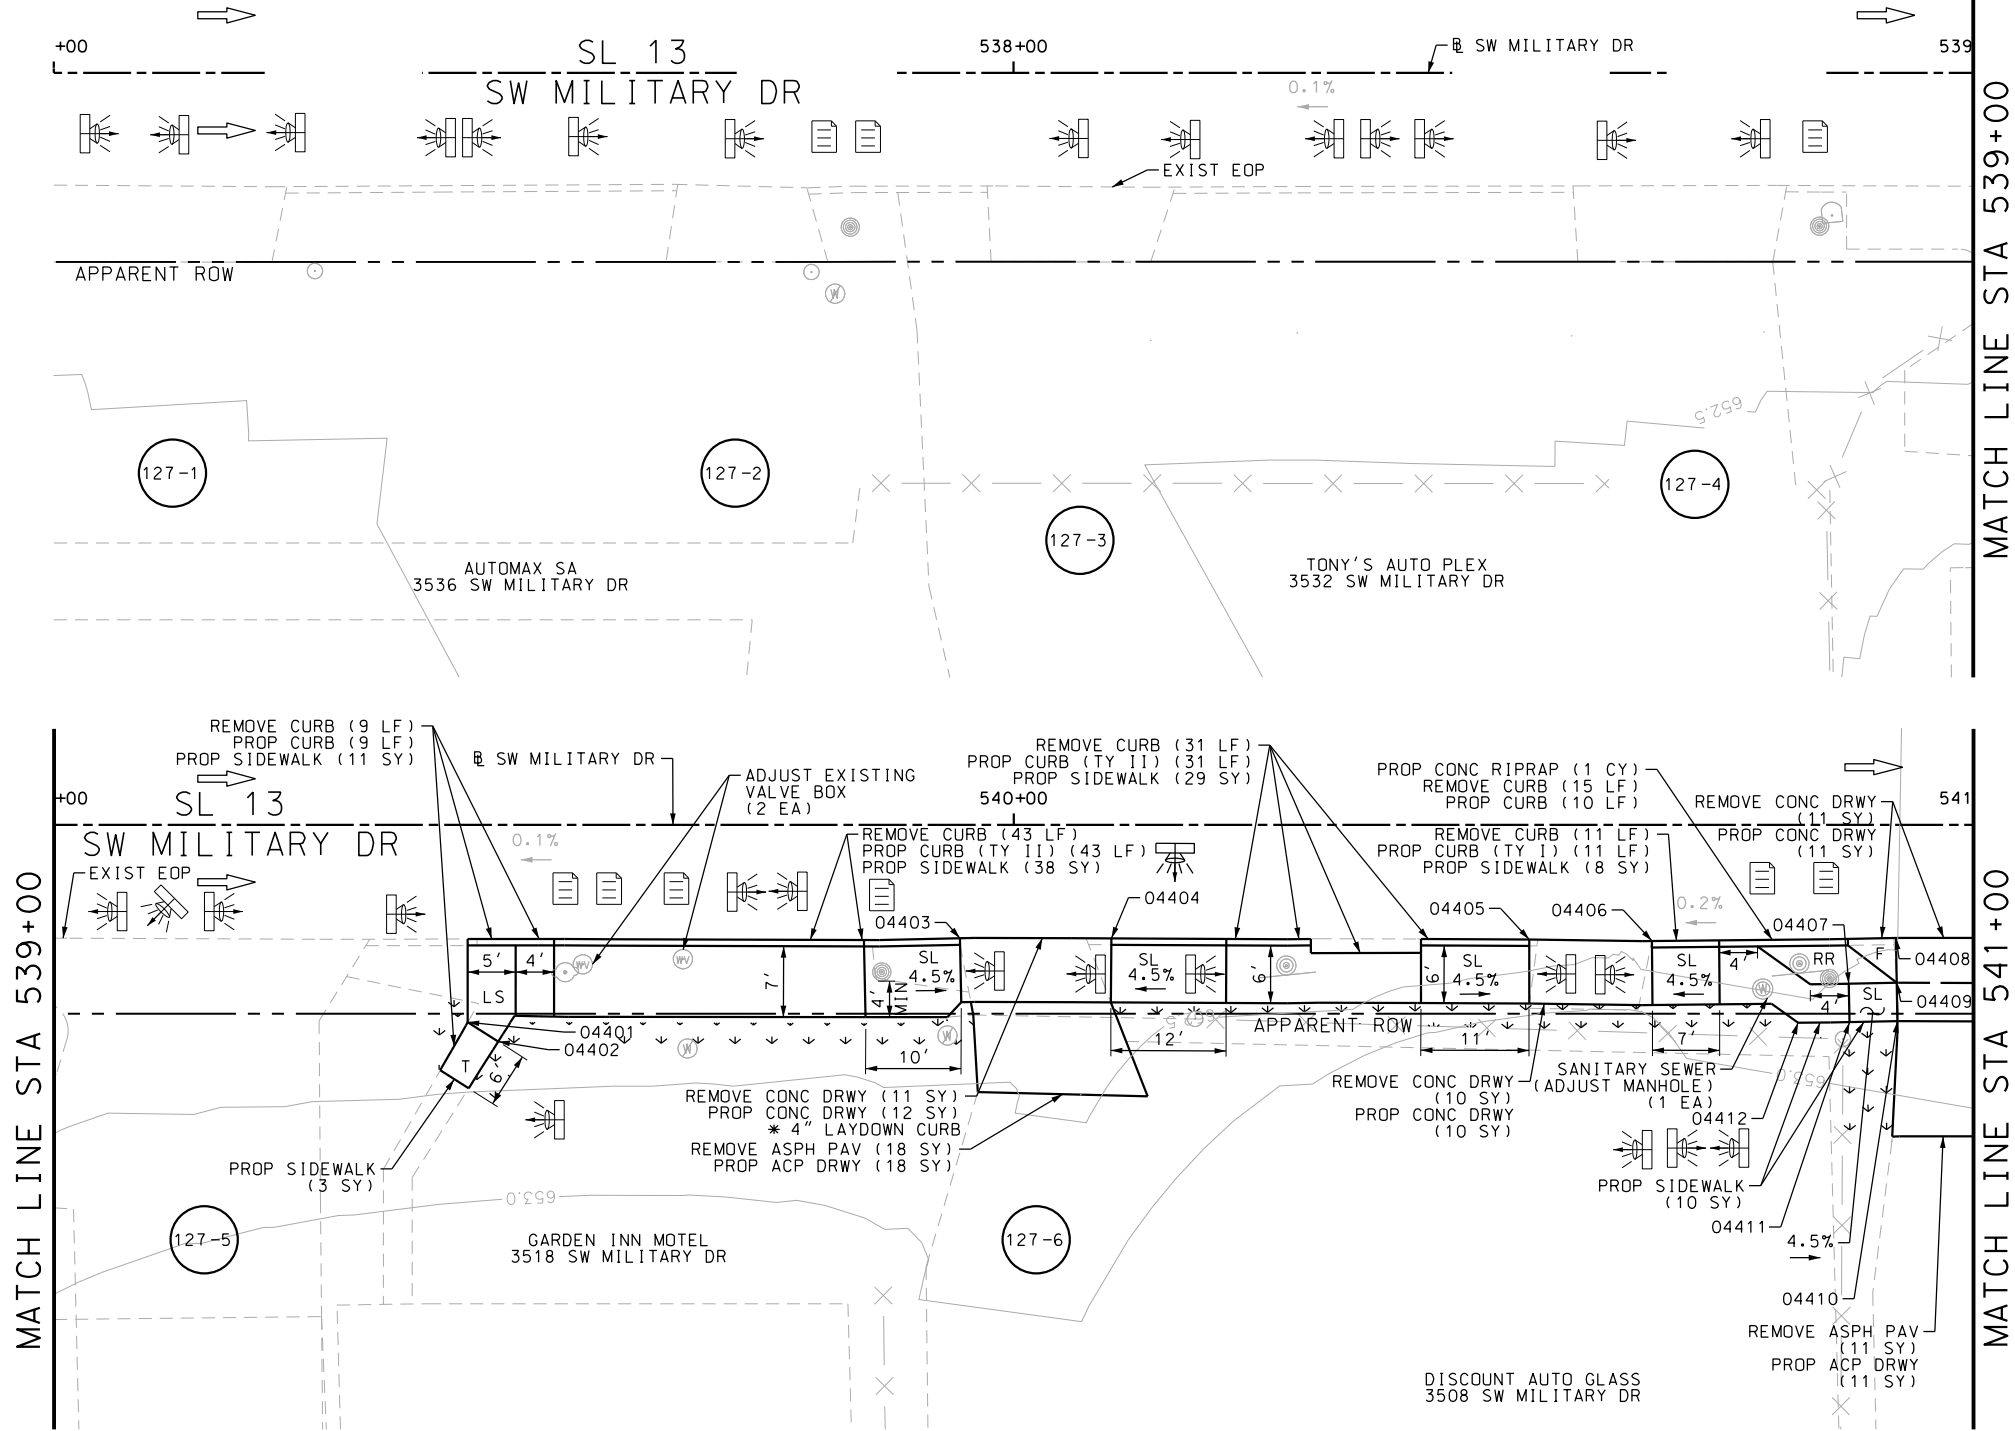 +00
SL 13
538+00
℄ SW MILITARY DR
539
SW MILITARY DR
0.1%
EXIST EOP
APPARENT ROW
652.5
127-1
127-2
127-3
127-4
AUTOMAX SA
3536 SW MILITARY DR
TONY'S AUTO PLEX
3532 SW MILITARY DR
MATCH LINE STA 539+00
REMOVE CURB (9 LF)
PROP CURB (9 LF)
PROP SIDEWALK (11 SY)
℄ SW MILITARY DR
ADJUST EXISTING
VALVE BOX
(2 EA)
REMOVE CURB (31 LF)
PROP CURB (TY II) (31 LF)
PROP SIDEWALK (29 SY)
PROP CONC RIPRAP (1 CY)
REMOVE CURB (15 LF)
PROP CURB (10 LF)
REMOVE CONC DRWY
(11 SY)
PROP CONC DRWY
(11 SY)
+00
SL 13
540+00
541
SW MILITARY DR
0.1%
REMOVE CURB (43 LF)
PROP CURB (TY II) (43 LF)
PROP SIDEWALK (38 SY)
REMOVE CURB (11 LF)
PROP CURB (TY I) (11 LF)
PROP SIDEWALK (8 SY)
EXIST EOP
04403
04404
04405
04406
0.2%
04407
04408
04409
5'
4'
LS
7'
4'
MIN
SL
4.5%
SL
4.5%
6'
6'
SL
4.5%
SL
4.5%
4'
RR
F
4'
SL
W
WV
WV
W
W
W
04401
04402
T
6'
10'
12'
11'
7'
APPARENT ROW
REMOVE CONC DRWY (11 SY)
PROP CONC DRWY (12 SY)
* 4" LAYDOWN CURB
REMOVE ASPH PAV (18 SY)
PROP ACP DRWY (18 SY)
REMOVE CONC DRWY
(10 SY)
PROP CONC DRWY
(10 SY)
SANITARY SEWER
(ADJUST MANHOLE)
(1 EA)
04412
653.0
PROP SIDEWALK
(3 SY)
PROP SIDEWALK
(10 SY)
04411
4.5%
04410
653.0
127-5
127-6
GARDEN INN MOTEL
3518 SW MILITARY DR
REMOVE ASPH PAV
(11 SY)
PROP ACP DRWY
(11 SY)
DISCOUNT AUTO GLASS
3508 SW MILITARY DR
MATCH LINE STA 539+00
MATCH LINE STA 541+00